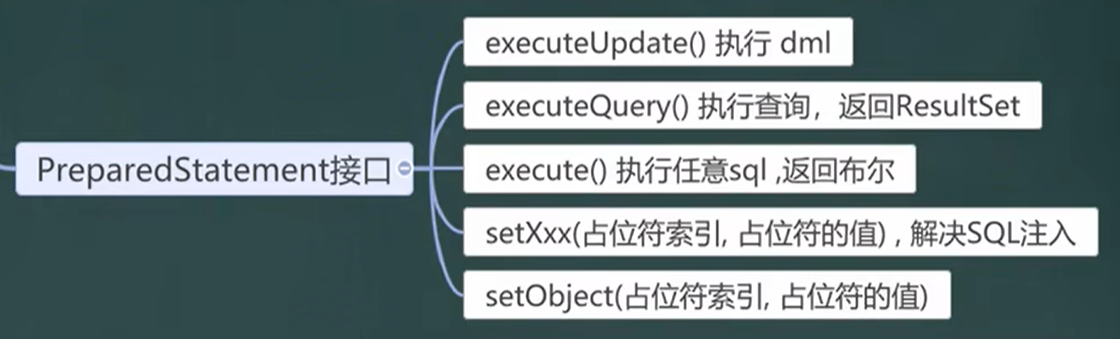 executeUpdate() 执行 dml
executeQuery() 执行查询，返回ResultSet
PreparedStatement接口
execute() 执行任意sql ,返回布尔
setXxx(占位符索引, 占位符的值) , 解决SQL注入
setObject(占位符索引, 占位符的值)